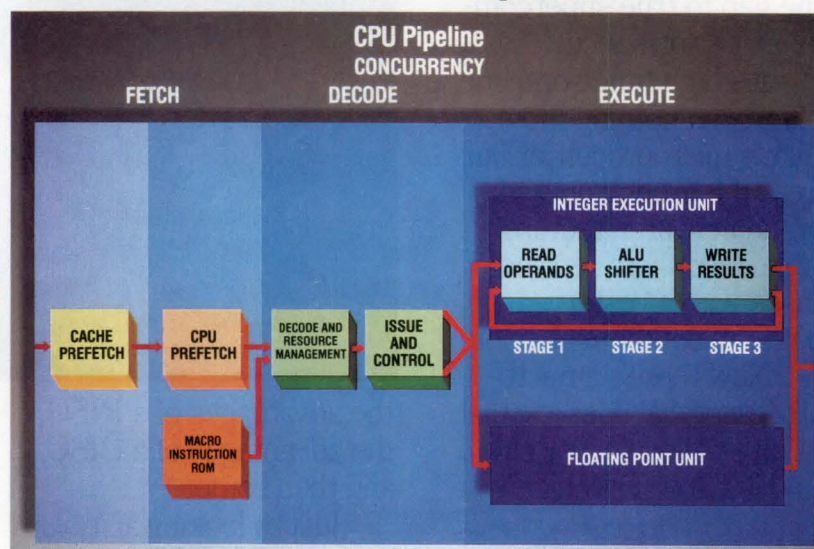 CPU Pipeline
CONCURRENCY
FETCH
DECODE
EXECUTE
INTEGER EXECUTION UNIT
READ
OPERANDS
ALU
SHIFTER
WRITE
RESULTS
CACHE
PREFETCH
CPU
PREFETCH
DECODE AND
RESOURCE
MANAGEMENT
ISSUE
AND
CONTROL
STAGE 1
STAGE 2
STAGE 3
MACRO
INSTRUCTION
ROM
FLOATING POINT UNIT